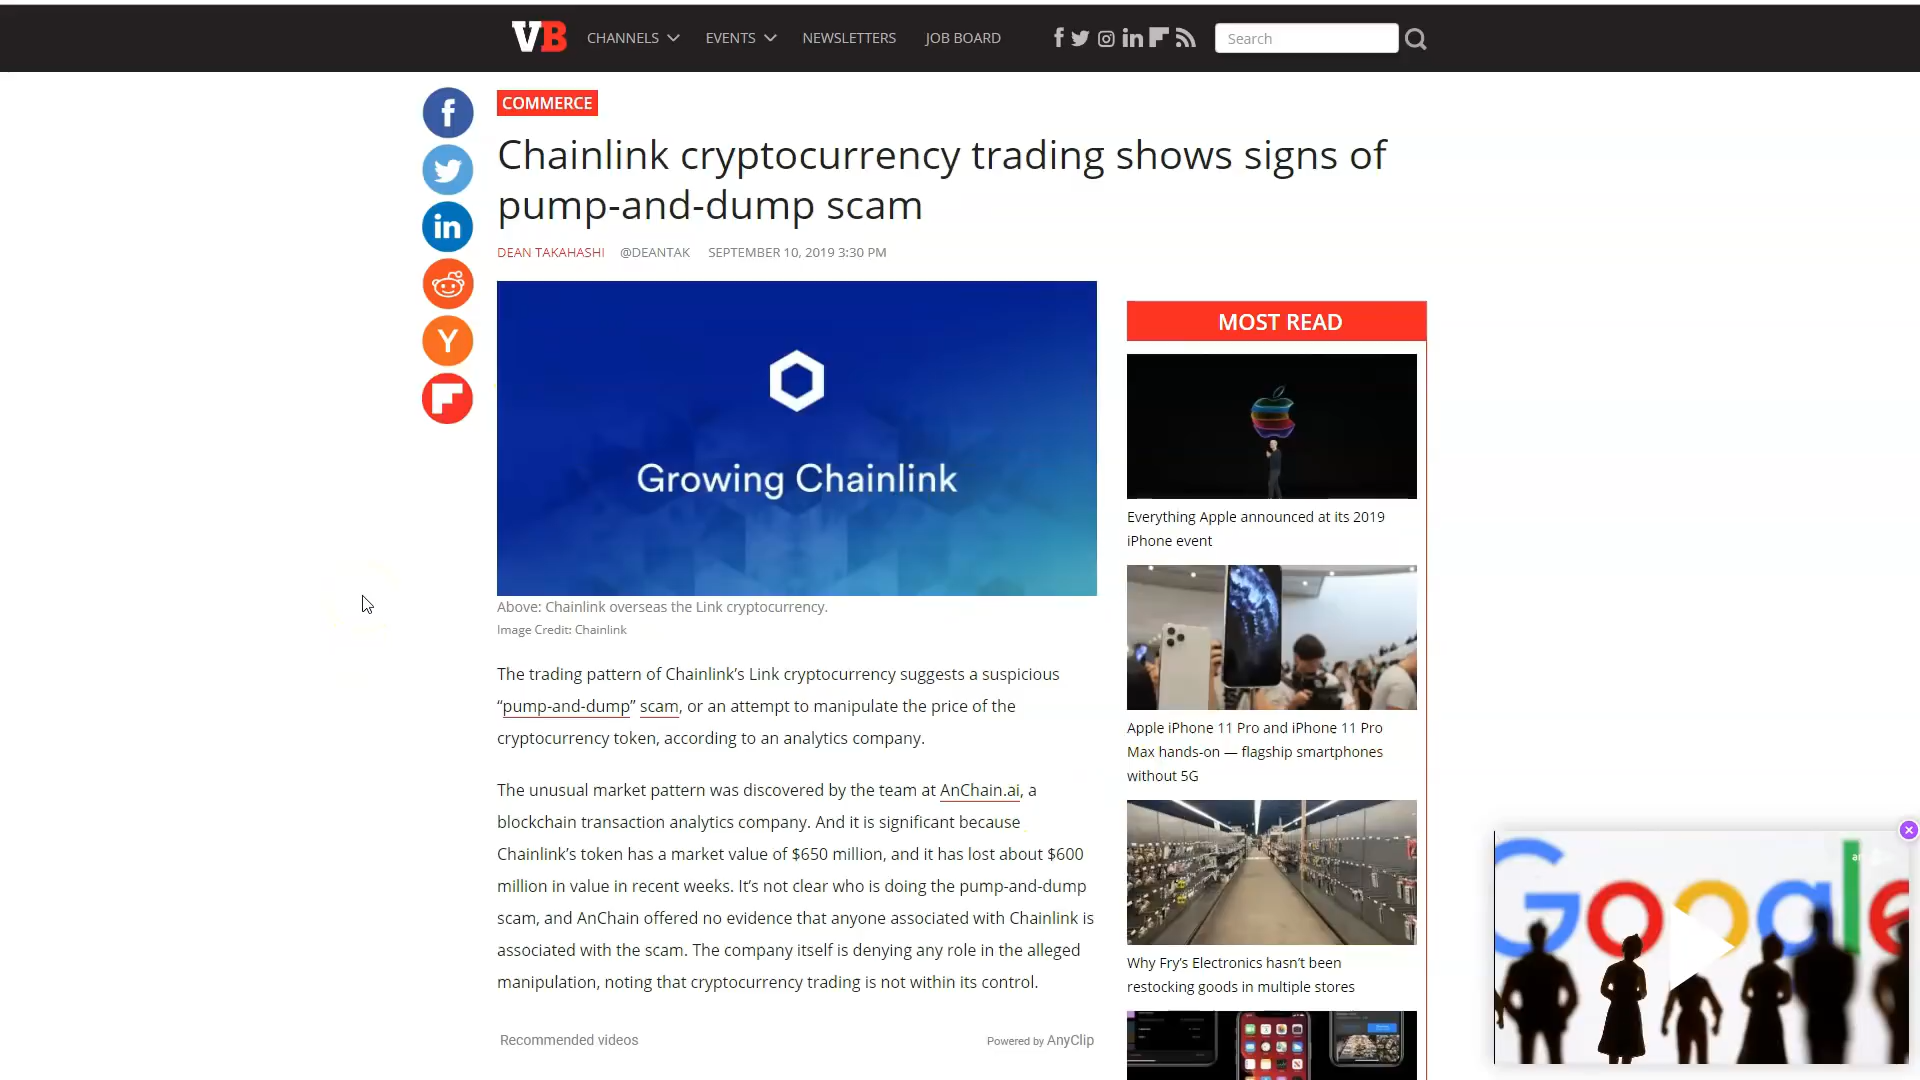 VB CHANNELS EVENTS NEWSLETTERS JOB BOARD Search
COMMERCE
Chainlink cryptocurrency trading shows signs of
pump-and-dump scam
DEAN TAKAHASHI @DEANTAK SEPTEMBER 10, 2019 3:30 PM
Growing Chainlink
Above: Chainlink overseas the Link cryptocurrency.
Image Credit: Chainlink
The trading pattern of Chainlink’s Link cryptocurrency suggests a suspicious
“pump-and-dump” scam, or an attempt to manipulate the price of the
cryptocurrency token, according to an analytics company.
The unusual market pattern was discovered by the team at AnChain.ai, a
blockchain transaction analytics company. And it is significant because
Chainlink’s token has a market value of $650 million, and it has lost about $600
million in value in recent weeks. It’s not clear who is doing the pump-and-dump
scam, and AnChain offered no evidence that anyone associated with Chainlink is
associated with the scam. The company itself is denying any role in the alleged
manipulation, noting that cryptocurrency trading is not within its control.
Recommended videos
Powered by AnyClip
MOST READ
Everything Apple announced at its 2019
iPhone event
Apple iPhone 11 Pro and iPhone 11 Pro
Max hands-on — flagship smartphones
without 5G
Why Fry’s Electronics hasn’t been
restocking goods in multiple stores
Google